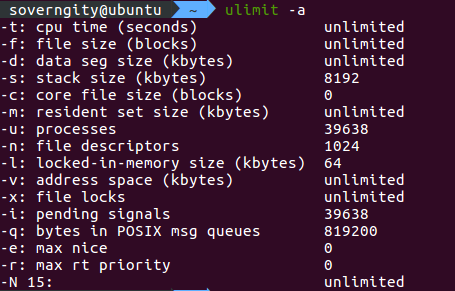 soverngity@ubuntu ~ ulimit -a
-t: cpu time (seconds) unlimited
-f: file size (blocks) unlimited
-d: data seg size (kbytes) unlimited
-s: stack size (kbytes) 8192
-c: core file size (blocks) 0
-m: resident set size (kbytes) unlimited
-u: processes 39638
-n: file descriptors 1024
-l: locked-in-memory size (kbytes) 64
-v: address space (kbytes) unlimited
-x: file locks unlimited
-i: pending signals 39638
-q: bytes in POSIX msg queues 819200
-e: max nice 0
-r: max rt priority 0
-N 15: unlimited